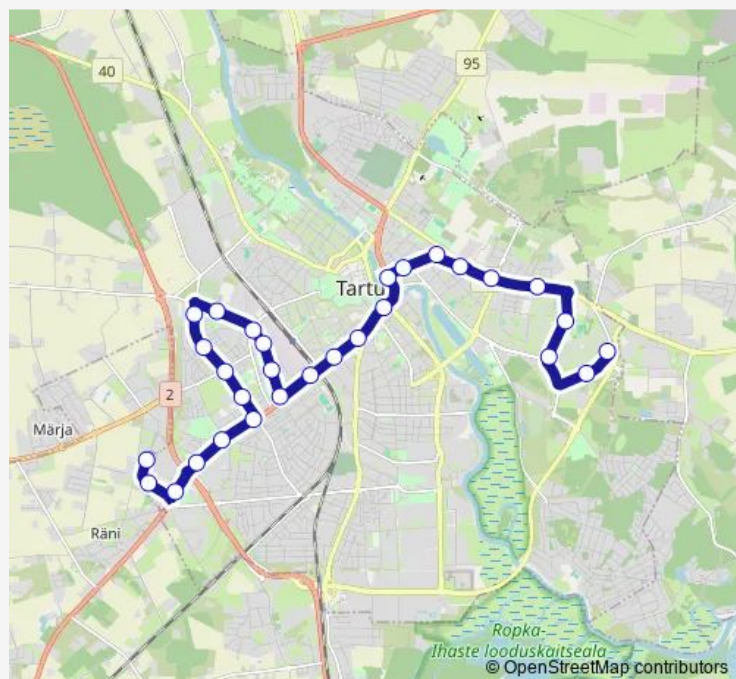 40
95
Tartu
2
Märja
Räni
Ropka-
Ihaste looduskaitseala
© OpenStreetMap contributors